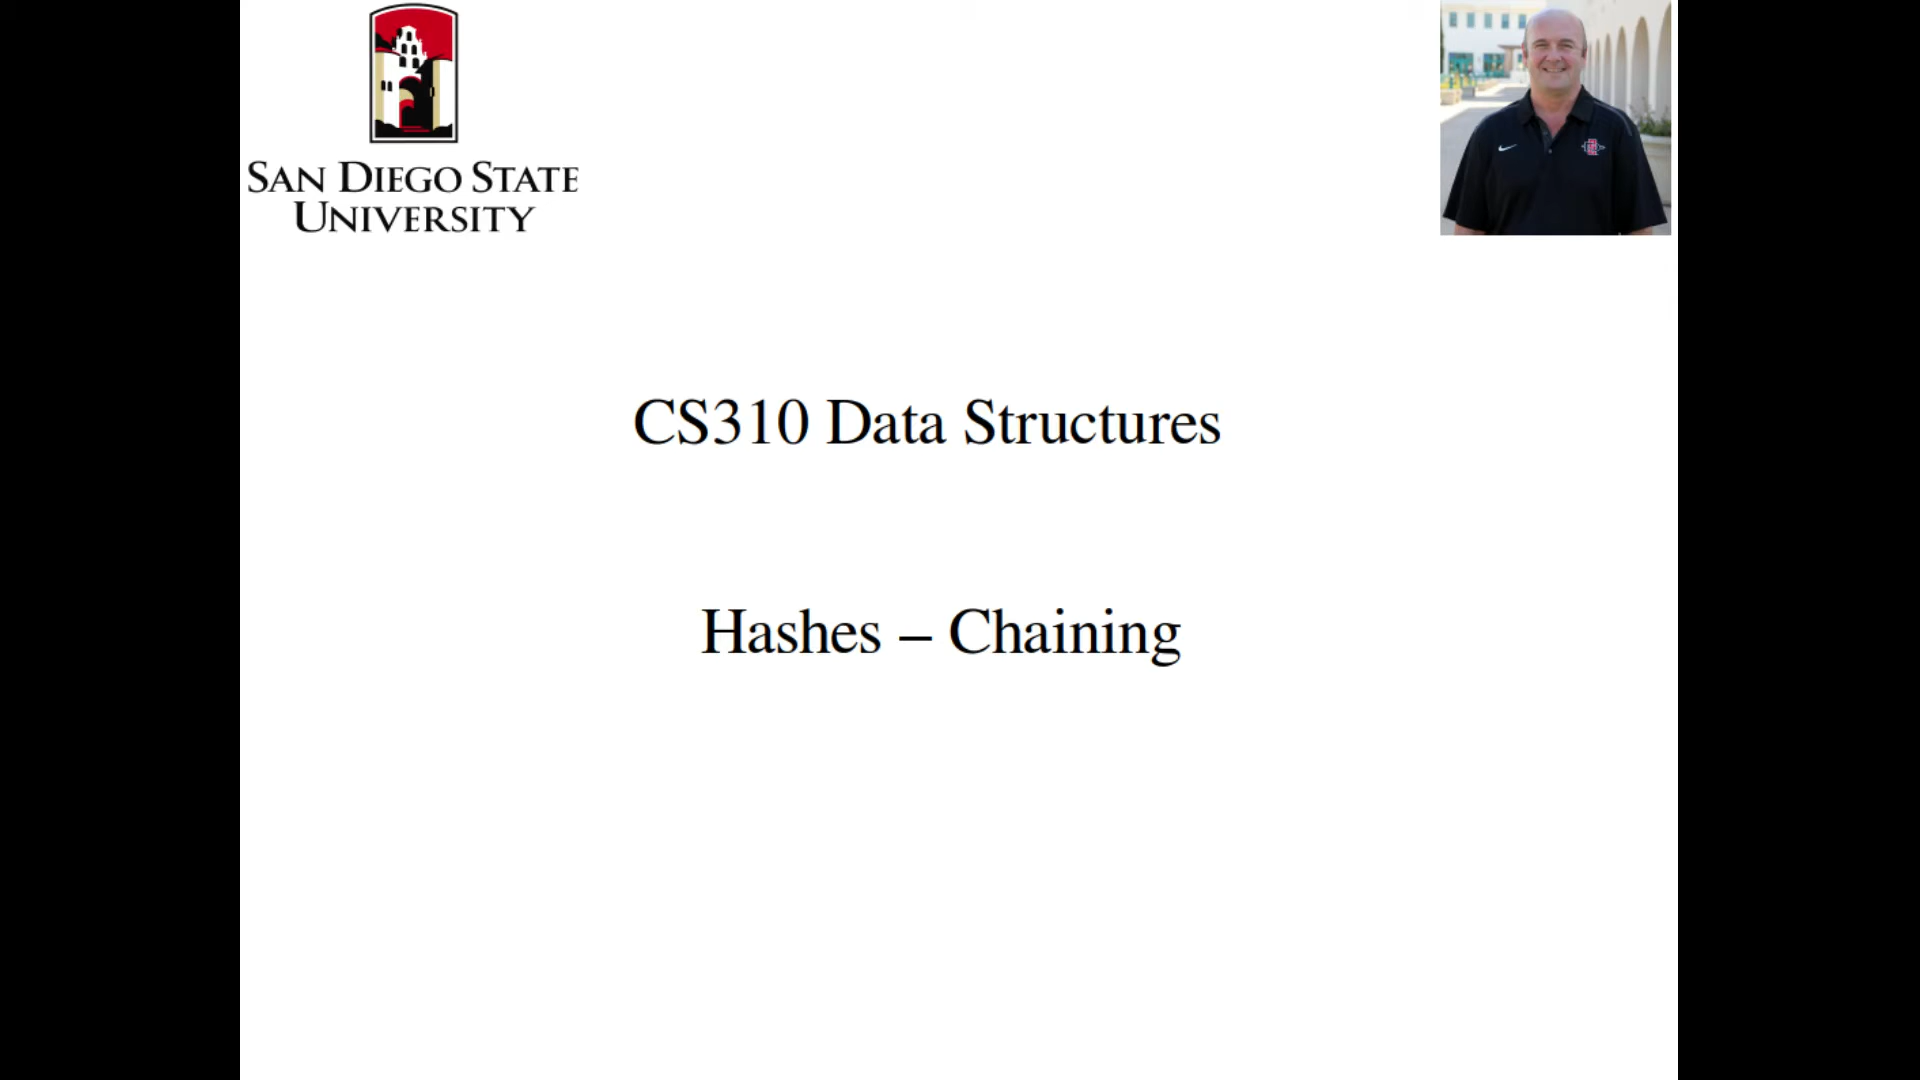 SAN DIEGO STATE
UNIVERSITY
CS310 Data Structures
Hashes – Chaining